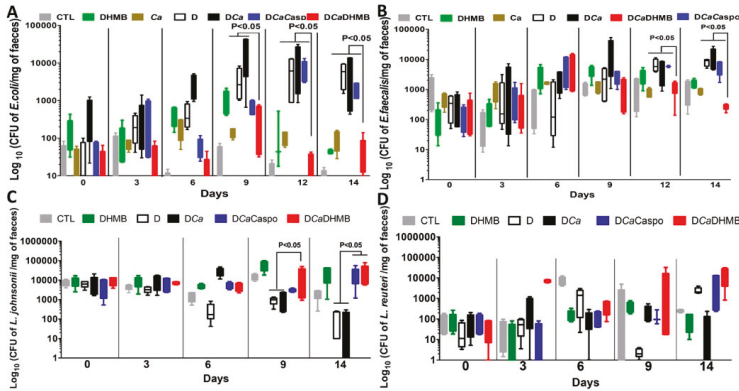 A
CTL DHMB Ca D DCa DCaCaspo DCaDHMB
P<0.05 P<0.05 P<0.05
Log10 (CFU of E.coli/mg of faeces)
100000
10000
1000
100
10
0 3 6 9 12 14
Days
B
CTL DHMB Ca D DCa DCaDHMB DCaCaspo
P<0.05
P<0.05
Log10 (CFU of E.faecalis/mg of faeces)
100000
10000
1000
100
10
1
0 3 6 9 12 14
Days
C
CTL DHMB D DCa DCaCaspo DCaDHMB
P<0.05
P<0.05
Log10 (CFU of L. johnsonii /mg of faeces)
1000000
100000
10000
1000
100
10
1
0 3 6 9 14
Days
D
CTL DHMB D DCa DCaCaspo DCaDHMB
Log10 (CFU of L. reuteri /mg of faeces)
1000000
100000
10000
1000
100
10
1
0 3 6 9 14
Days